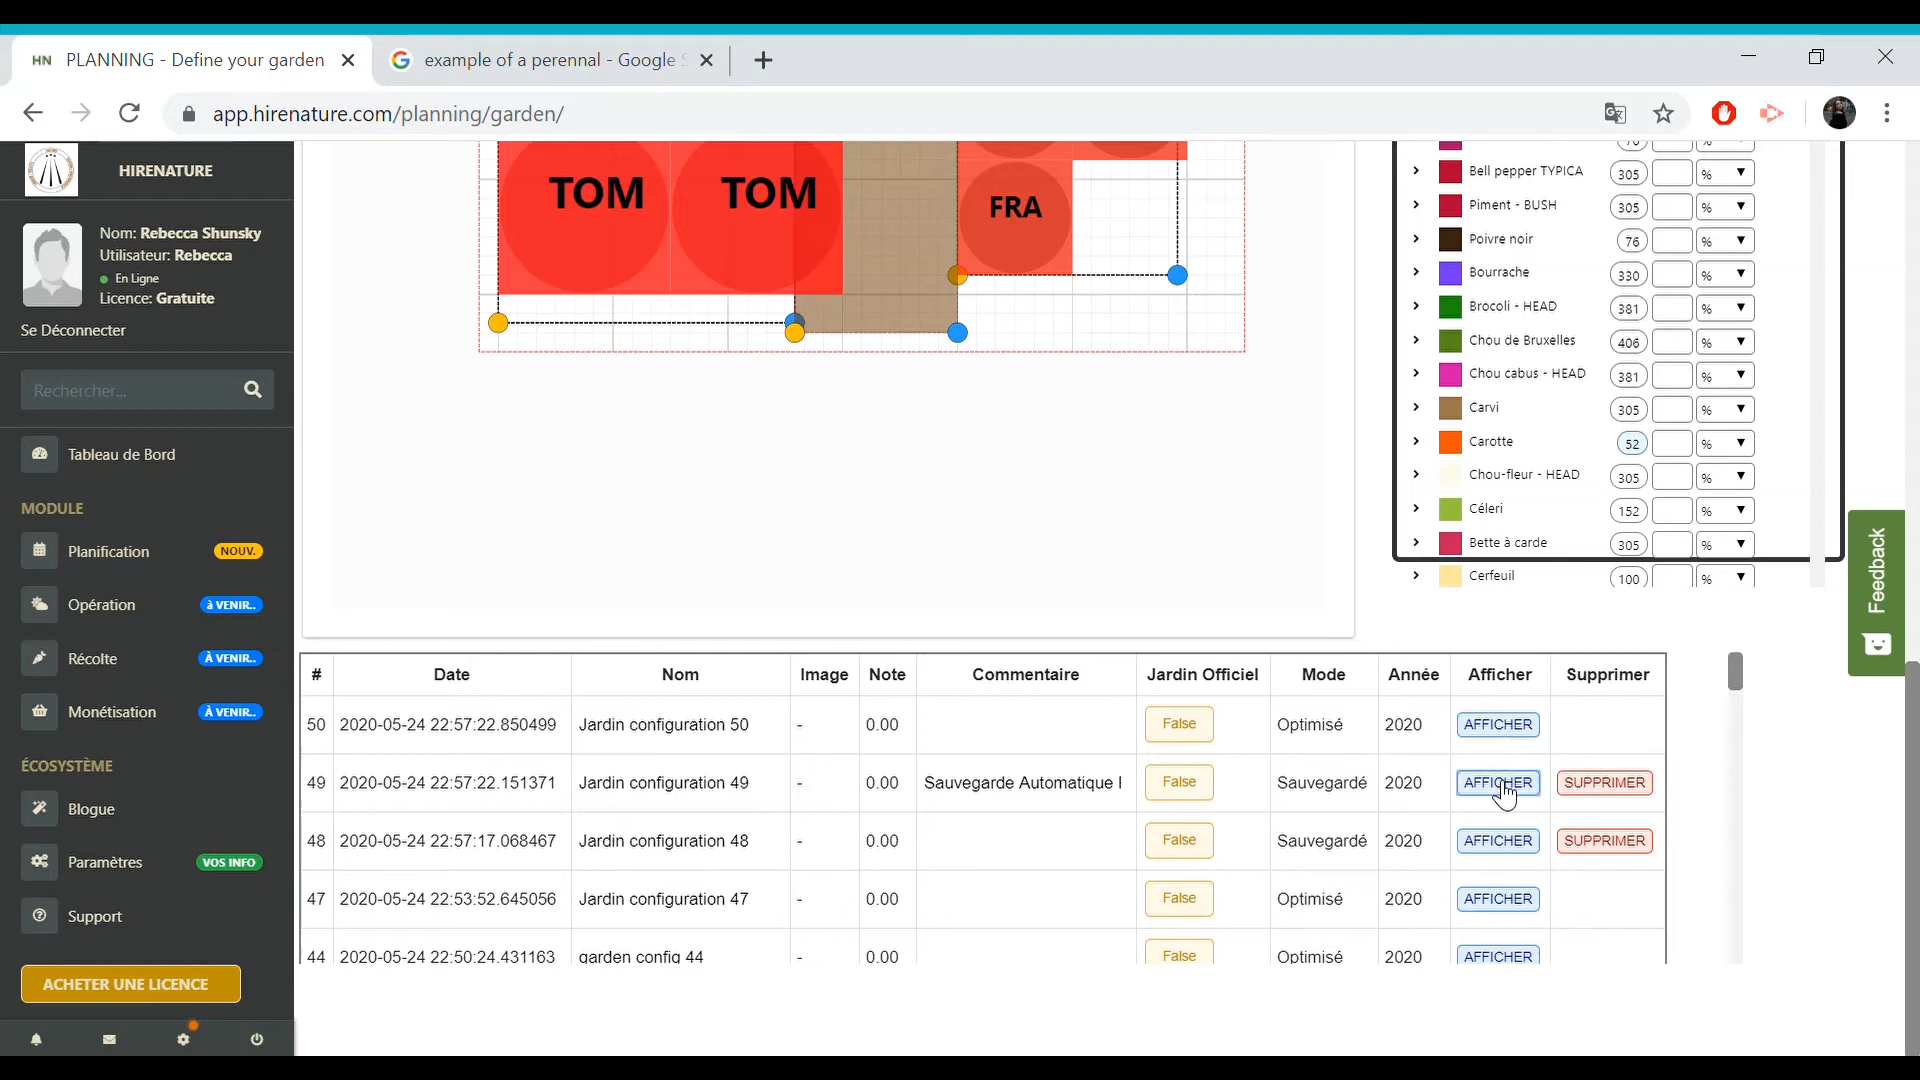 HN PLANNING - Define your garden
example of a perennal - Google
app.hirenature.com/planning/garden/
HIRENATURE
Nom: Rebecca Shunsky
Utilisateur: Rebecca
En Ligne
Licence: Gratuite
Se Déconnecter
Rechercher...
Tableau de Bord
MODULE
Planification NOUV.
Opération à VENIR..
Récolte À VENIR..
Monétisation À VENIR..
ÉCOSYSTÈME
Blogue
Paramètres VOS INFO
Support
ACHETER UNE LICENCE
TOM TOM FRA
Bell pepper TYPICA 305 %
Piment - BUSH 305 %
Poivre noir 76 %
Bourrache 330 %
Brocoli - HEAD 381 %
Chou de Bruxelles 406 %
Chou cabus - HEAD 381 %
Carvi 305 %
Carotte 52 %
Chou-fleur - HEAD 305 %
Céleri 152 %
Bette à carde 305 %
Cerfeuil 100 %
Feedback
# Date Nom Image Note Commentaire Jardin Officiel Mode Année Afficher Supprimer
50 2020-05-24 22:57:22.850499 Jardin configuration 50 - 0.00 False Optimisé 2020 AFFICHER
49 2020-05-24 22:57:22.151371 Jardin configuration 49 - 0.00 Sauvegarde Automatique False Sauvegardé 2020 AFFICHER SUPPRIMER
48 2020-05-24 22:57:17.068467 Jardin configuration 48 - 0.00 False Sauvegardé 2020 AFFICHER SUPPRIMER
47 2020-05-24 22:53:52.645056 Jardin configuration 47 - 0.00 False Optimisé 2020 AFFICHER
44 2020-05-24 22:50:24.431163 garden config 44 - 0.00 False Optimisé 2020 AFFICHER